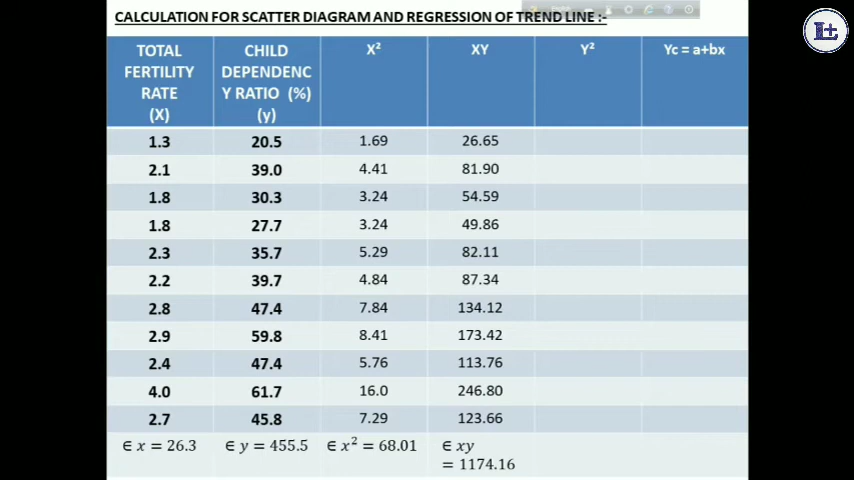 CALCULATION FOR SCATTER DIAGRAM AND REGRESSION OF TREND LINE :-
TOTAL FERTILITY RATE (X) CHILD DEPENDENC Y RATIO (%) (y) X² XY Y² Yc = a+bx
1.3 20.5 1.69 26.65
2.1 39.0 4.41 81.90
1.8 30.3 3.24 54.59
1.8 27.7 3.24 49.86
2.3 35.7 5.29 82.11
2.2 39.7 4.84 87.34
2.8 47.4 7.84 134.12
2.9 59.8 8.41 173.42
2.4 47.4 5.76 113.76
4.0 61.7 16.0 246.80
2.7 45.8 7.29 123.66
∈ x = 26.3 ∈ y = 455.5 ∈ x² = 68.01 ∈ xy = 1174.16
L+